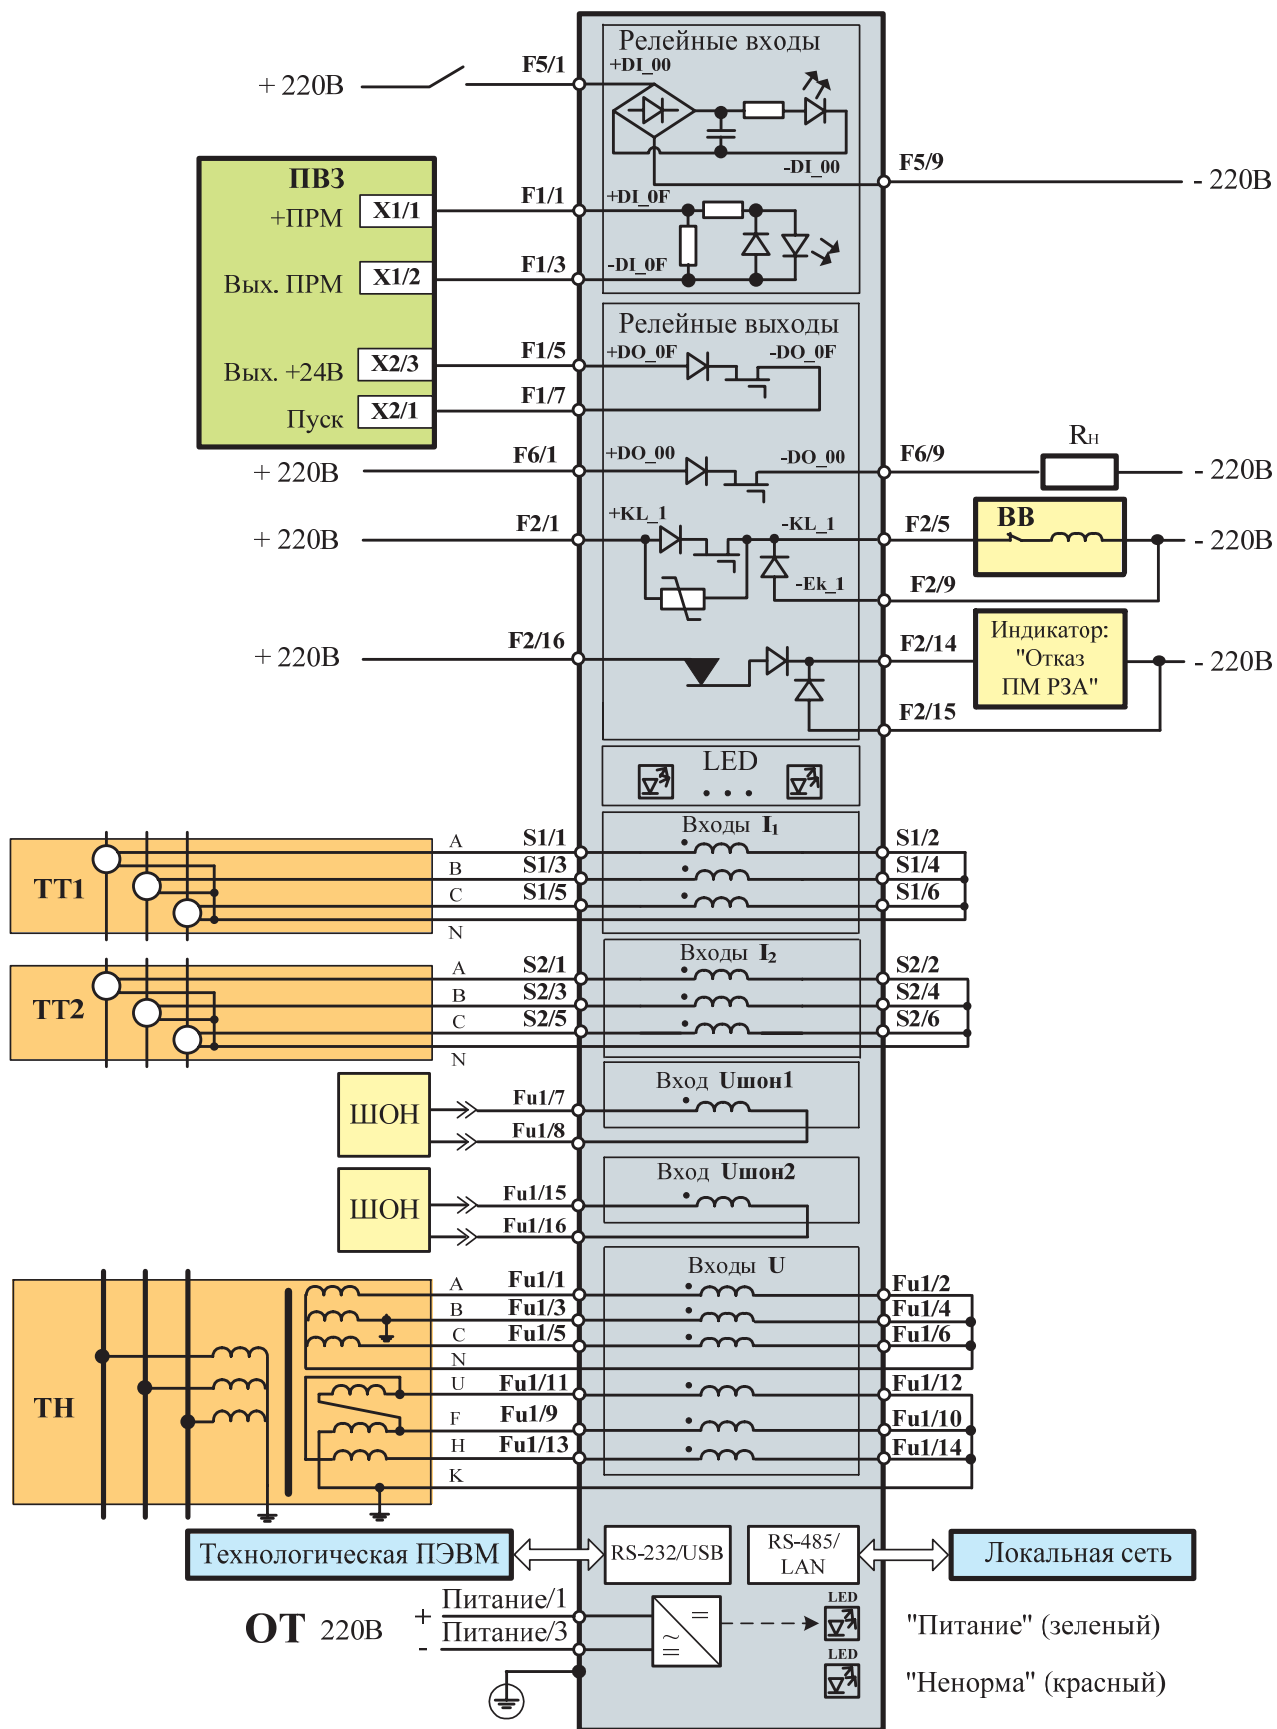 Релейные входы
+ 220В
F5/1
+DI_00
-DI_00
F5/9
- 220В
ПВЗ
+ПРМ
X1/1
F1/1
+DI_0F
Вых. ПРМ
X1/2
F1/3
-DI_0F
Релейные выходы
Вых. +24В
X2/3
F1/5
+DO_0F
-DO_0F
Пуск
X2/1
F1/7
+ 220В
F6/1
+DO_00
-DO_00
F6/9
Rн
- 220В
+ 220В
F2/1
+KL_1
-KL_1
F2/5
ВВ
- 220В
-Ek_1
F2/9
+ 220В
F2/16
F2/14
Индикатор:
"Отказ
ПМ РЗА"
- 220В
F2/15
LED
. . .
Входы I₁
ТТ1
A
S1/1
S1/2
B
S1/3
S1/4
C
S1/5
S1/6
N
Входы I₂
ТТ2
A
S2/1
S2/2
B
S2/3
S2/4
C
S2/5
S2/6
N
Вход Uшон1
ШОН
Fu1/7
Fu1/8
Вход Uшон2
ШОН
Fu1/15
Fu1/16
Входы U
ТН
A
Fu1/1
Fu1/2
B
Fu1/3
Fu1/4
C
Fu1/5
Fu1/6
N
U
Fu1/11
Fu1/12
F
Fu1/9
Fu1/10
H
Fu1/13
Fu1/14
K
Технологическая ПЭВМ
RS-232/USB
RS-485/
LAN
Локальная сеть
ОТ 220В
+ Питание/1
- Питание/3
LED
"Питание" (зеленый)
LED
"Ненорма" (красный)